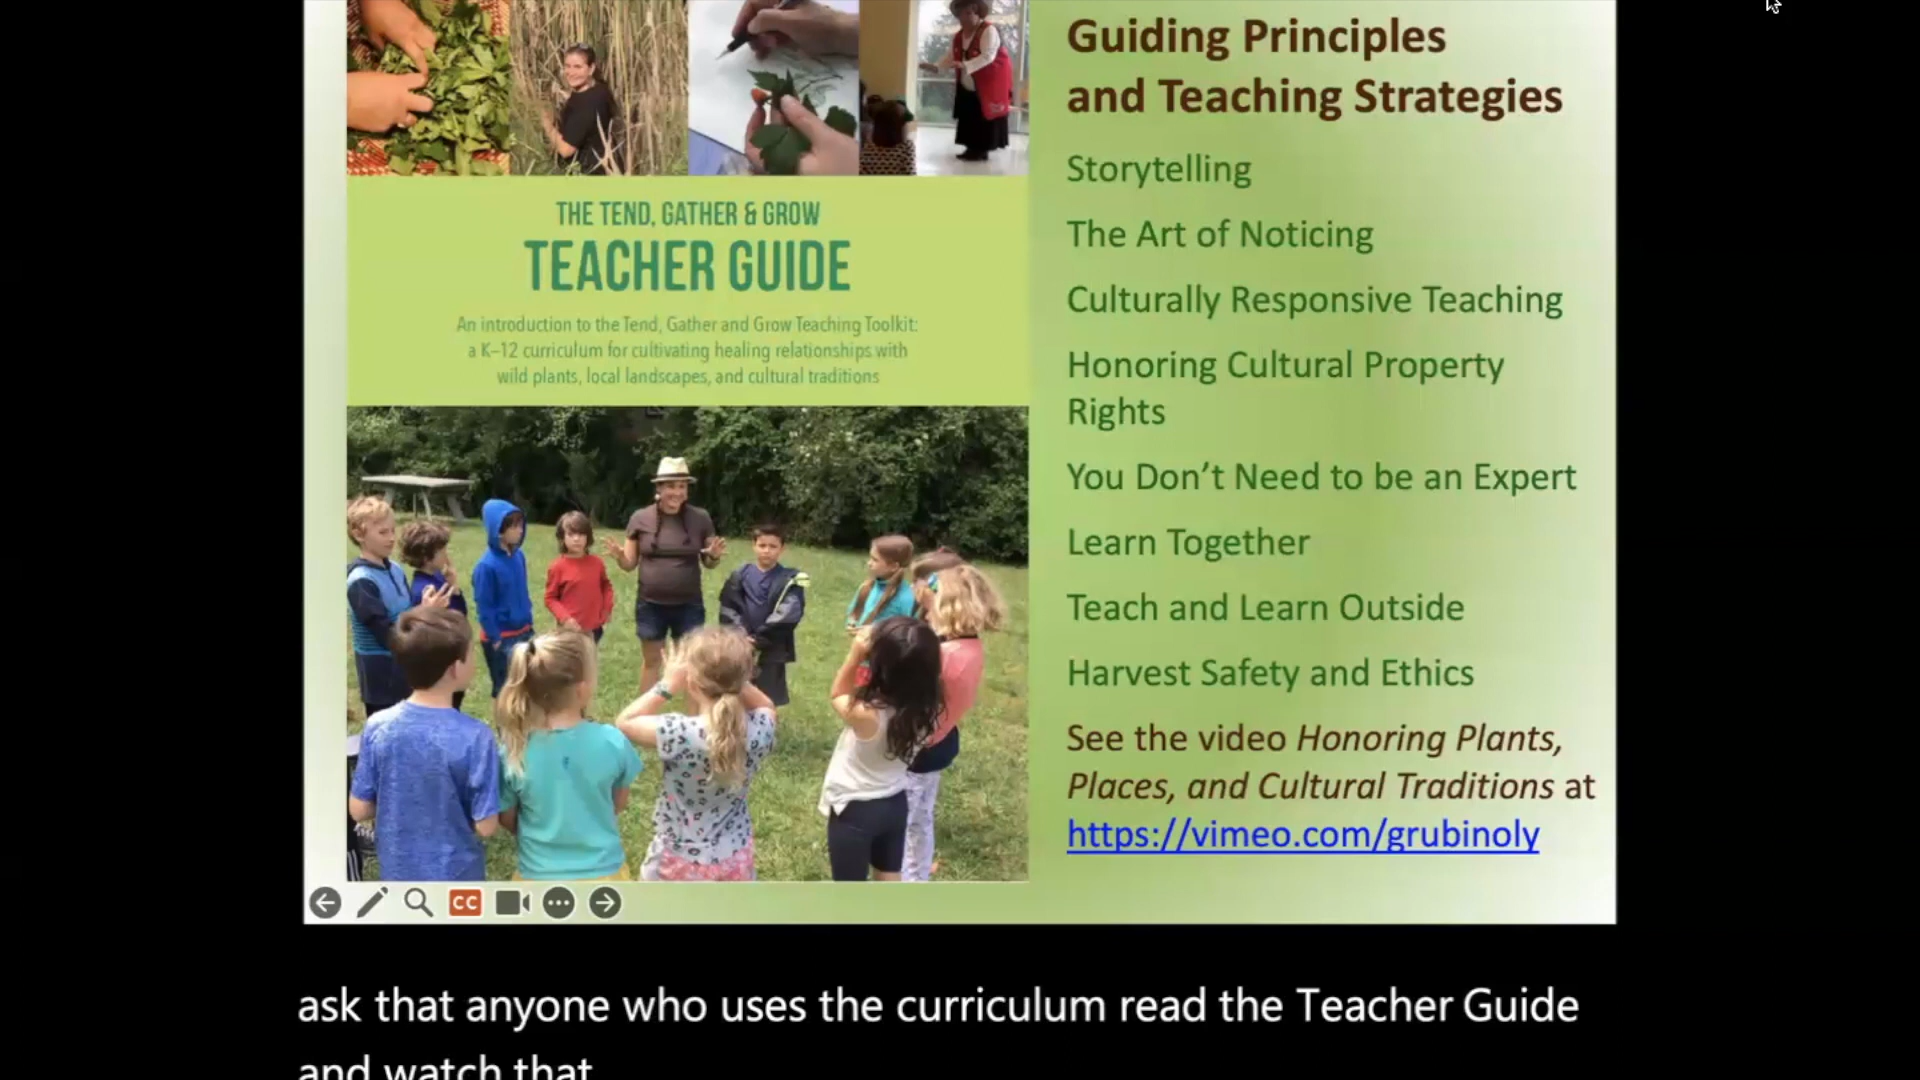 THE TEND, GATHER & GROW
TEACHER GUIDE
An introduction to the Tend, Gather and Grow Teaching Toolkit:
a K–12 curriculum for cultivating healing relationships with
wild plants, local landscapes, and cultural traditions
Guiding Principles
and Teaching Strategies
Storytelling
The Art of Noticing
Culturally Responsive Teaching
Honoring Cultural Property
Rights
You Don’t Need to be an Expert
Learn Together
Teach and Learn Outside
Harvest Safety and Ethics
See the video Honoring Plants,
Places, and Cultural Traditions at
https://vimeo.com/grubinoly
CC
ask that anyone who uses the curriculum read the Teacher Guide
and watch that